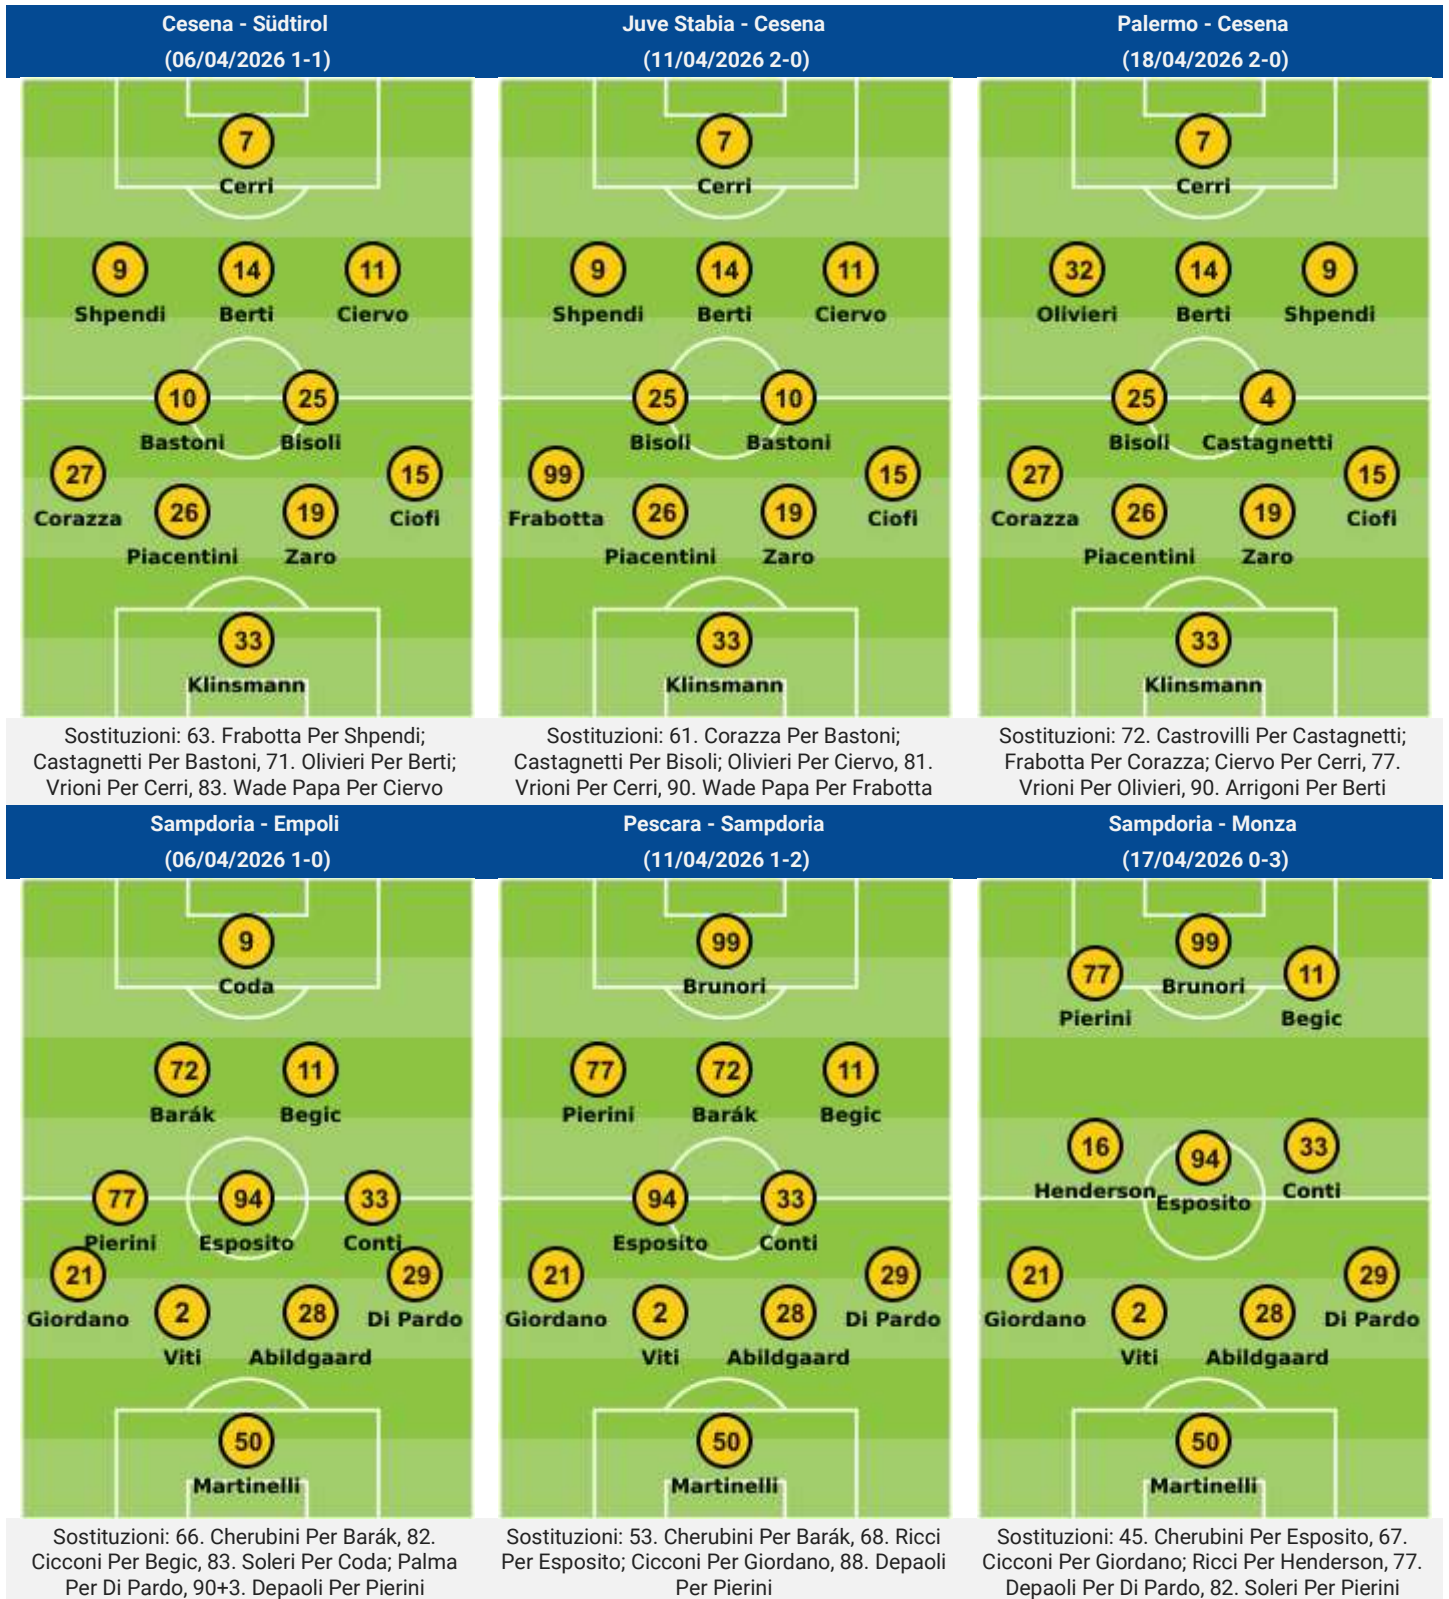 Cesena - Südtirol
(06/04/2026 1-1)
7
Cerri
9 14 11
Shpendi Berti Ciervo
10 25
Bastoni Bisoli
27 15
Corazza Ciofi
26 19
Piacentini Zaro
33
Klinsmann
Sostituzioni: 63. Frabotta Per Shpendi;
Castagnetti Per Bastoni, 71. Olivieri Per Berti;
Vrioni Per Cerri, 83. Wade Papa Per Ciervo
Juve Stabia - Cesena
(11/04/2026 2-0)
7
Cerri
9 14 11
Shpendi Berti Ciervo
25 10
Bisoli Bastoni
99 15
Frabotta Ciofi
26 19
Piacentini Zaro
33
Klinsmann
Sostituzioni: 61. Corazza Per Bastoni;
Castagnetti Per Bisoli; Olivieri Per Ciervo, 81.
Vrioni Per Cerri, 90. Wade Papa Per Frabotta
Palermo - Cesena
(18/04/2026 2-0)
7
Cerri
32 14 9
Olivieri Berti Shpendi
25 4
Bisoli Castagnetti
27 15
Corazza Ciofi
26 19
Piacentini Zaro
33
Klinsmann
Sostituzioni: 72. Castrovilli Per Castagnetti;
Frabotta Per Corazza; Ciervo Per Cerri, 77.
Vrioni Per Olivieri, 90. Arrigoni Per Berti
Sampdoria - Empoli
(06/04/2026 1-0)
9
Coda
72 11
Barák Begic
77 94 33
Pierini Esposito Conti
21 29
Giordano Di Pardo
2 28
Viti Abildgaard
50
Martinelli
Sostituzioni: 66. Cherubini Per Barák, 82.
Cicconi Per Begic, 83. Soleri Per Coda; Palma
Per Di Pardo, 90+3. Depaoli Per Pierini
Pescara - Sampdoria
(11/04/2026 1-2)
99
Brunori
77 72 11
Pierini Barák Begic
94 33
Esposito Conti
21 29
Giordano Di Pardo
2 28
Viti Abildgaard
50
Martinelli
Sostituzioni: 53. Cherubini Per Barák, 68. Ricci
Per Esposito; Cicconi Per Giordano, 88. Depaoli
Per Pierini
Sampdoria - Monza
(17/04/2026 0-3)
99
Brunori
77 11
Pierini Begic
16 94 33
Henderson Esposito Conti
21 29
Giordano Di Pardo
2 28
Viti Abildgaard
50
Martinelli
Sostituzioni: 45. Cherubini Per Esposito, 67.
Cicconi Per Giordano; Ricci Per Henderson, 77.
Depaoli Per Di Pardo, 82. Soleri Per Pierini